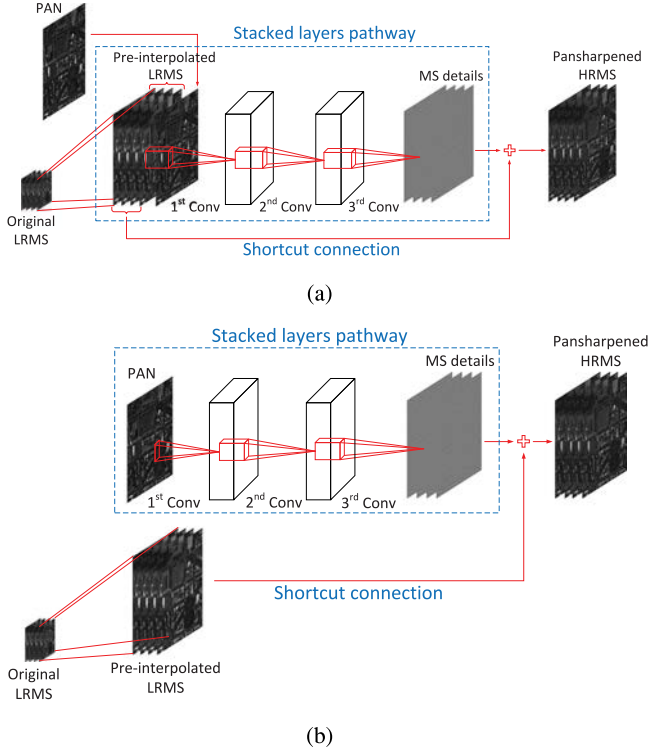 PAN
Stacked layers pathway
Pre-interpolated
LRMS
MS details
Pansharpened
HRMS
Original
LRMS
1st Conv
2nd Conv
3rd Conv
Shortcut connection
(a)
Stacked layers pathway
PAN
MS details
Pansharpened
HRMS
1st Conv
2nd Conv
3rd Conv
Shortcut connection
Original
LRMS
Pre-interpolated
LRMS
(b)